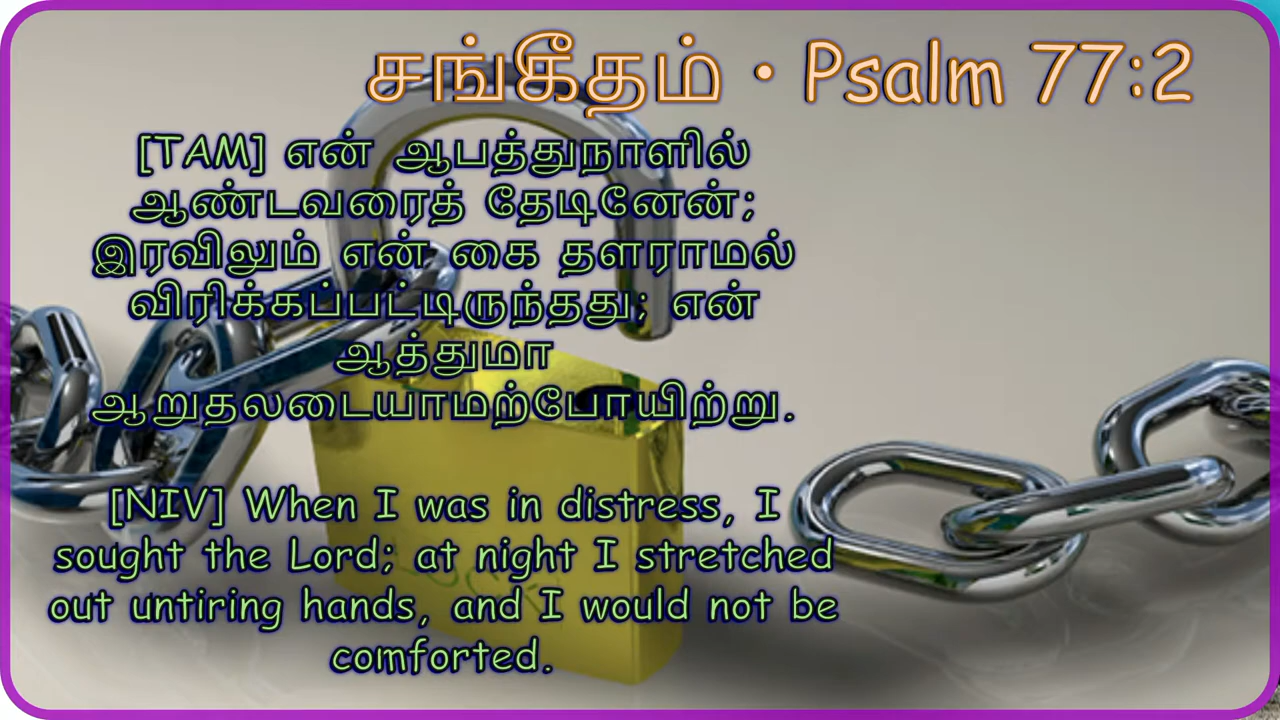 சங்கீதம் • Psalm 77:2
[TAM] என் ஆபத்துநாளில்
ஆண்டவரைத் தேடினேன்;
இரவிலும் என் கை தளராமல்
விரிக்கப்பட்டிருந்தது; என்
ஆத்துமா
ஆறுதலடையாமற்போயிற்று.
[NIV] When I was in distress, I
sought the Lord; at night I stretched
out untiring hands, and I would not be
comforted.